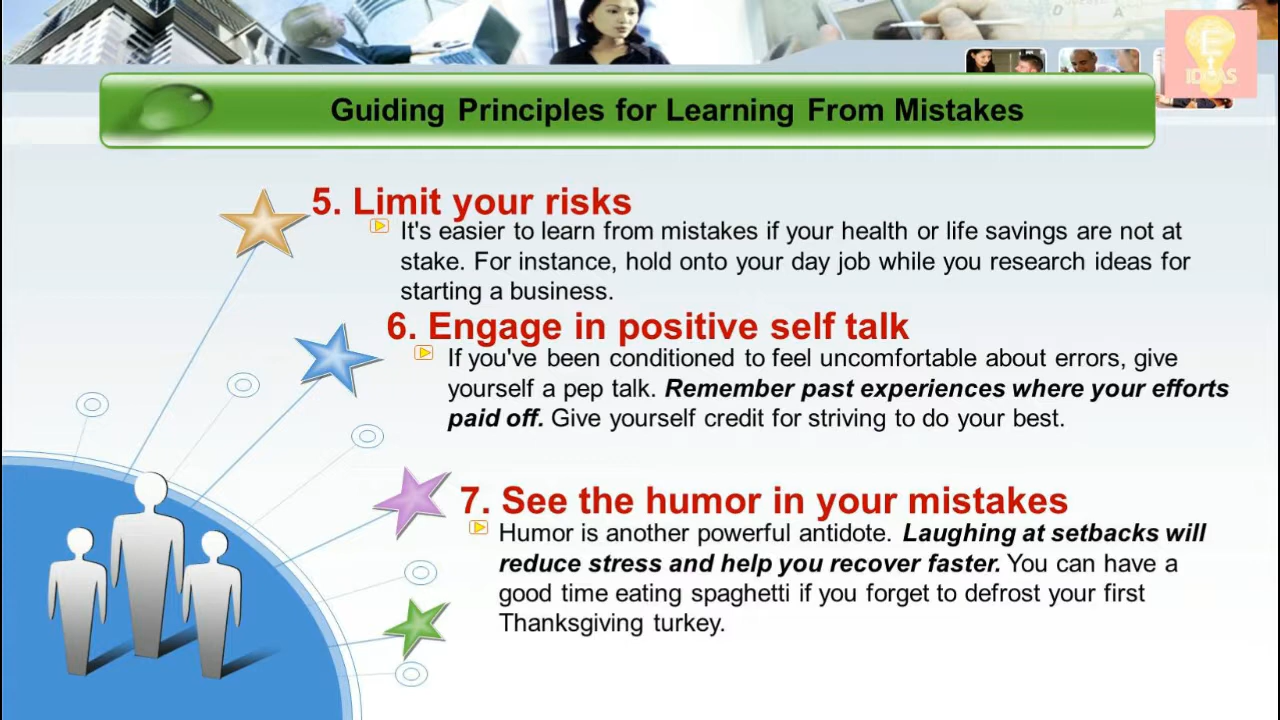 Guiding Principles for Learning From Mistakes
5. Limit your risks
It's easier to learn from mistakes if your health or life savings are not at
stake. For instance, hold onto your day job while you research ideas for
starting a business.
6. Engage in positive self talk
If you've been conditioned to feel uncomfortable about errors, give
yourself a pep talk. Remember past experiences where your efforts
paid off. Give yourself credit for striving to do your best.
7. See the humor in your mistakes
Humor is another powerful antidote. Laughing at setbacks will
reduce stress and help you recover faster. You can have a
good time eating spaghetti if you forget to defrost your first
Thanksgiving turkey.
E
IDEAS
D
A